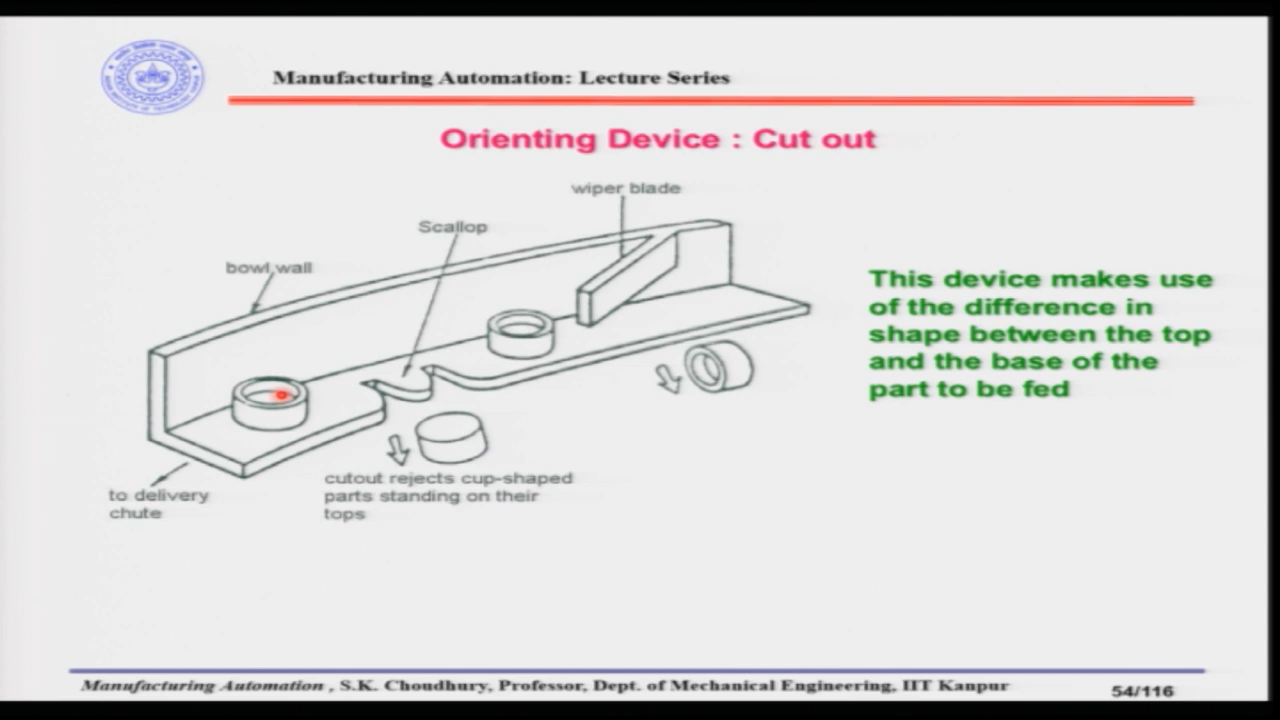 Manufacturing Automation: Lecture Series
Orienting Device : Cut out
wiper blade
Scallop
bowl wall
This device makes use
of the difference in
shape between the top
and the base of the
part to be fed
to delivery
chute
cutout rejects cup-shaped
parts standing on their
tops
Manufacturing Automation , S.K. Choudhury, Professor, Dept. of Mechanical Engineering, IIT Kanpur
54/116